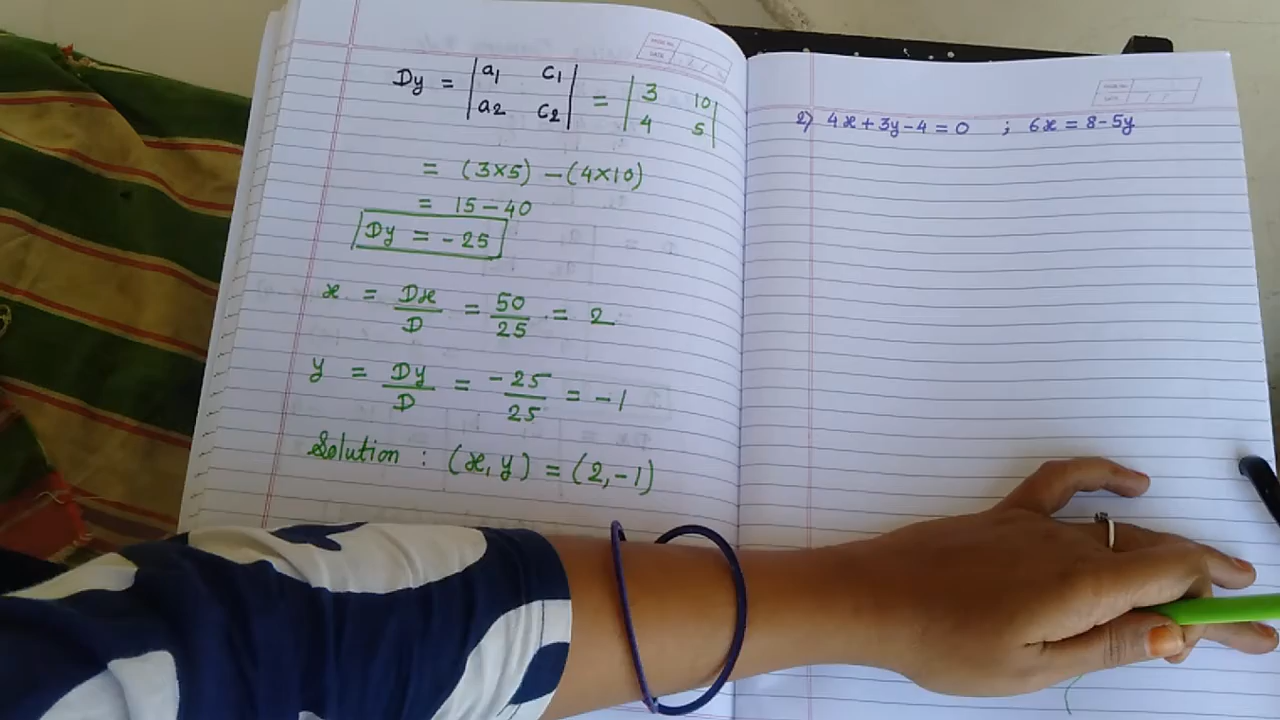 Dy = | a1 c1 | = | 3 10 |
| a2 c2 | | 4 5 |
= (3×5) – (4×10)
= 15 – 40
Dy = - 25
x = Dx/D = 50/25 = 2
y = Dy/D = -25/25 = -1
Solution : (x, y) = (2, -1)
2) 4x + 3y - 4 = 0 ; 6x = 8 - 5y